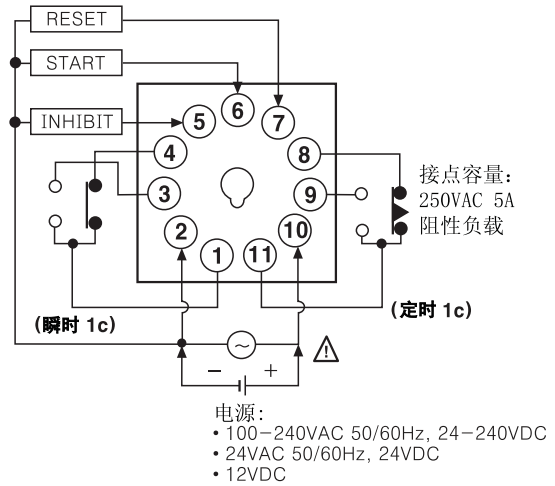 RESET
START
INHIBIT
6
5
7
4
8
3
9
2
10
1
11
接点容量:
250VAC 5A
阻性负载
(瞬时 1c)
(定时 1c)
~
!
− +
电源:
• 100−240VAC 50/60Hz, 24−240VDC
• 24VAC 50/60Hz, 24VDC
• 12VDC